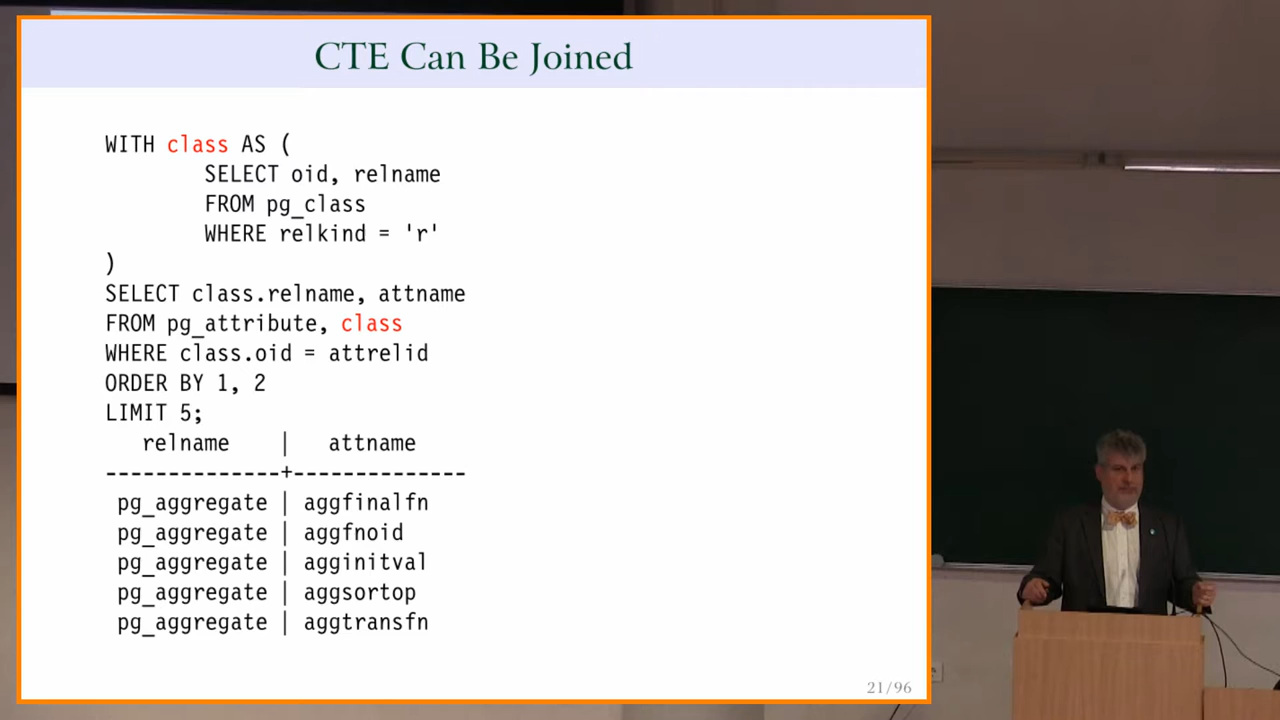 CTE Can Be Joined
WITH class AS (
SELECT oid, relname
FROM pg_class
WHERE relkind = 'r'
)
SELECT class.relname, attname
FROM pg_attribute, class
WHERE class.oid = attrelid
ORDER BY 1, 2
LIMIT 5;
relname | attname
--------------+--------------
pg_aggregate | aggfinalfn
pg_aggregate | aggfnoid
pg_aggregate | agginitval
pg_aggregate | aggsortop
pg_aggregate | aggtransfn
21/96